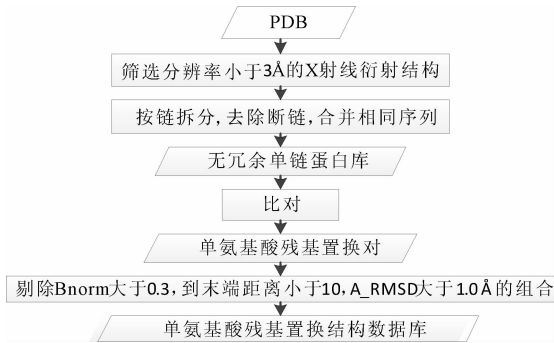 PDB
筛选分辨率小于3Å的X射线衍射结构
按链拆分,去除断链,合并相同序列
无冗余单链蛋白库
比对
单氨基酸残基置换对
剔除Bnorm大于0.3，到末端距离小于10，A_RMSD大于1.0 Å的组合
单氨基酸残基置换结构数据库